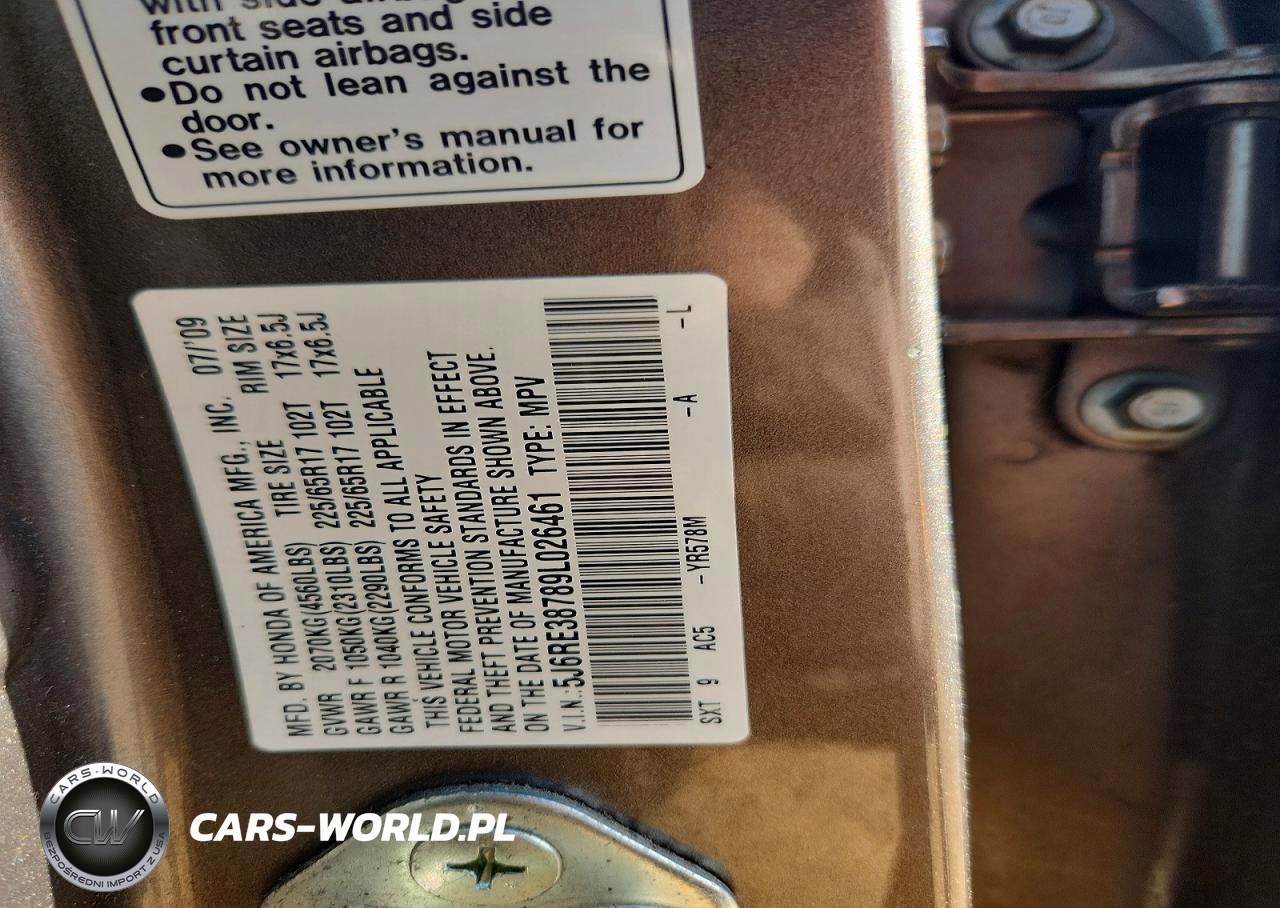 with side airbags
front seats and side
curtain airbags.
●Do not lean against the
door.
●See owner's manual for
more information.
MFD. BY HONDA OF AMERICA MFG., INC. 07/'09
TIRE SIZE RIM SIZE
GVWR 2070KG(4560LBS) 225/65R17 102T 17x6.5J
GAWR F 1050KG(2310LBS) 225/65R17 102T 17x6.5J
GAWR R 1040KG(2290LBS)
THIS VEHICLE CONFORMS TO ALL APPLICABLE
FEDERAL MOTOR VEHICLE SAFETY
AND THEFT PREVENTION STANDARDS IN EFFECT
ON THE DATE OF MANUFACTURE SHOWN ABOVE.
V.I.N.:5J6RE38789L026461 TYPE: MPV
SXT 9 AC5 -YR578M -A -L
CARS-WORLD
CW
BEZPOŚREDNI IMPORT Z USA
CARS-WORLD.PL